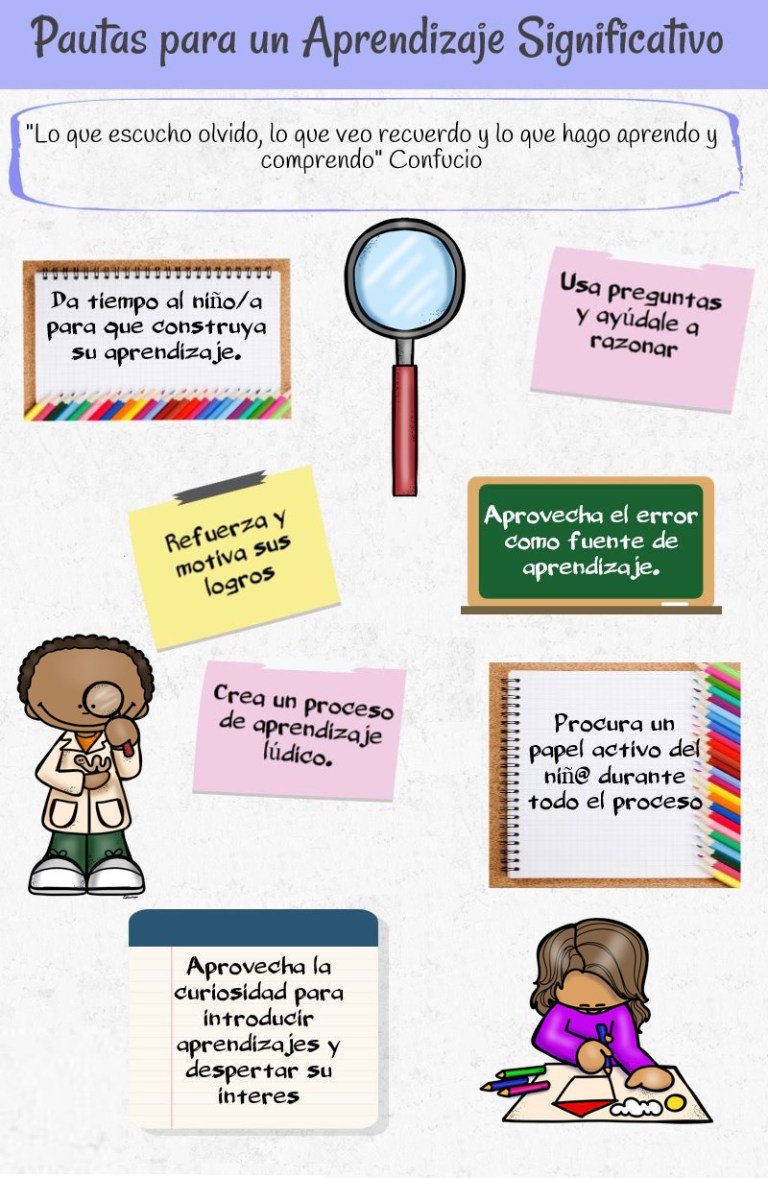 Pautas para un Aprendizaje Significativo
"Lo que escucho olvido, lo que veo recuerdo y lo que hago aprendo y
comprendo" Confucio
Da tiempo al niño/a
para que construya
su aprendizaje.
Usa preguntas
y ayúdale a
razonar
Refuerza y
motiva sus
logros
Aprovecha el error
como fuente de
aprendizaje.
Crea un proceso
de aprendizaje
lúdico.
Procura un
papel activo del
niñ@ durante
todo el proceso
Aprovecha la
curiosidad para
introducir
aprendizajes y
despertar su
interes